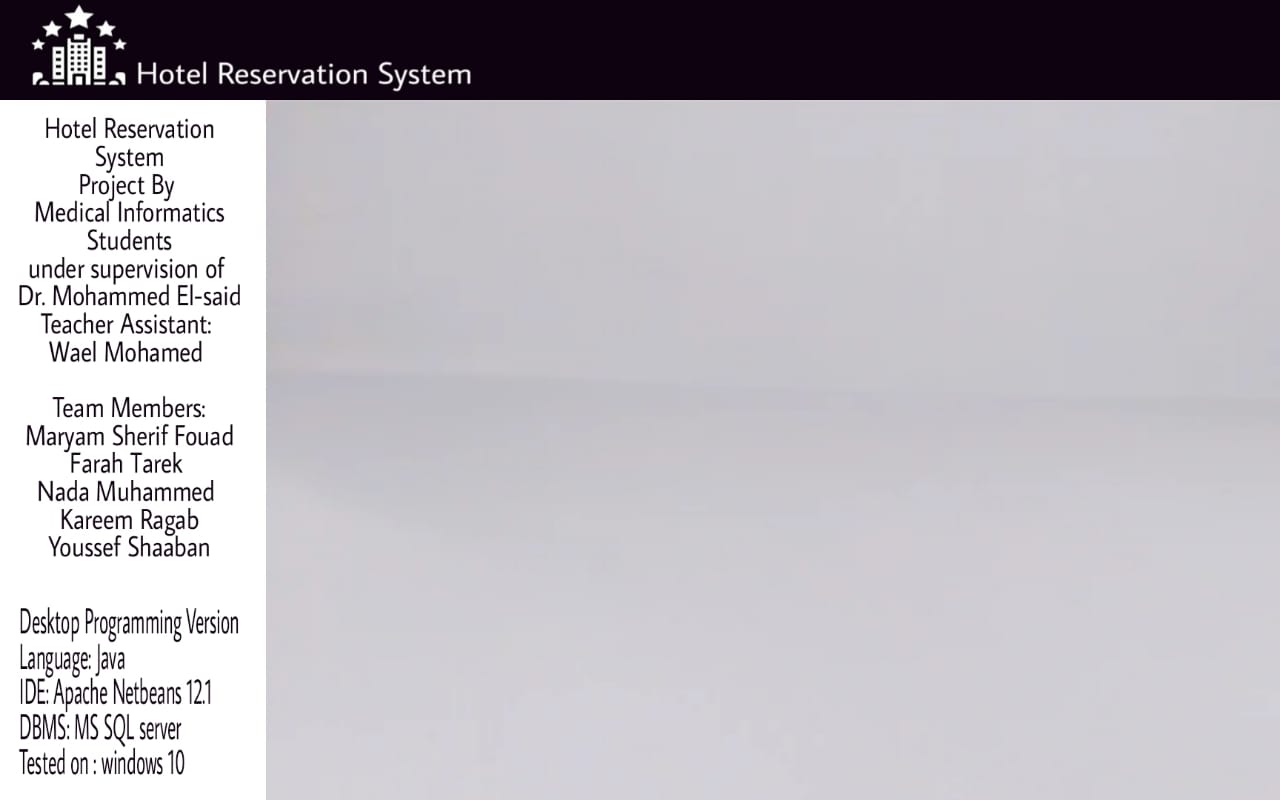 Hotel Reservation System
Hotel Reservation
System
Project By
Medical Informatics
Students
under supervision of
Dr. Mohammed El-said
Teacher Assistant:
Wael Mohamed
Team Members:
Maryam Sherif Fouad
Farah Tarek
Nada Muhammed
Kareem Ragab
Youssef Shaaban
Desktop Programming Version
Language: Java
IDE: Apache Netbeans 12.1
DBMS: MS SQL server
Tested on : windows 10